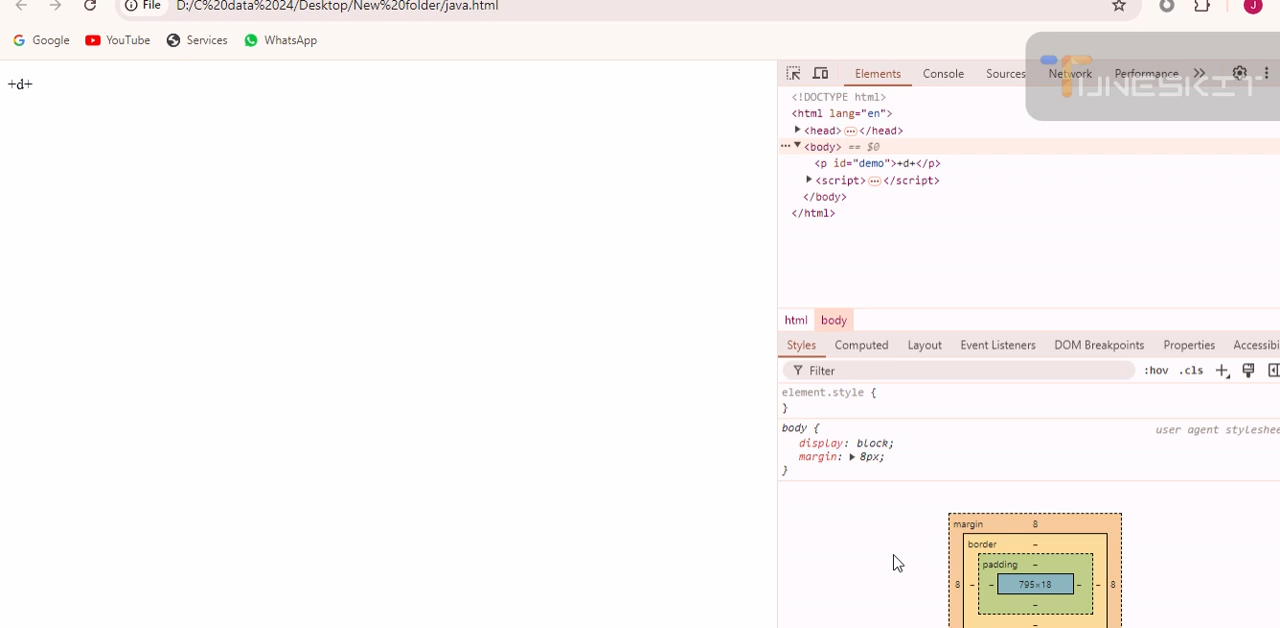 File D:/C%20data%2024/Desktop/New%20folder/java.html J
Google YouTube Services WhatsApp
+d+
Elements Console Sources Network Performance
TUNESKIT
<!DOCTYPE html>
<html lang="en">
<head> … </head>
<body> == $0
<p id="demo">+d+</p>
<script> … </script>
</body>
</html>
html body
Styles Computed Layout Event Listeners DOM Breakpoints Properties Accessibi
Filter :hov .cls
element.style {
}
body { user agent styleshee
display: block;
margin: 8px;
}
margin 8
border –
padding –
8 – – 795×18 – – 8
–
–